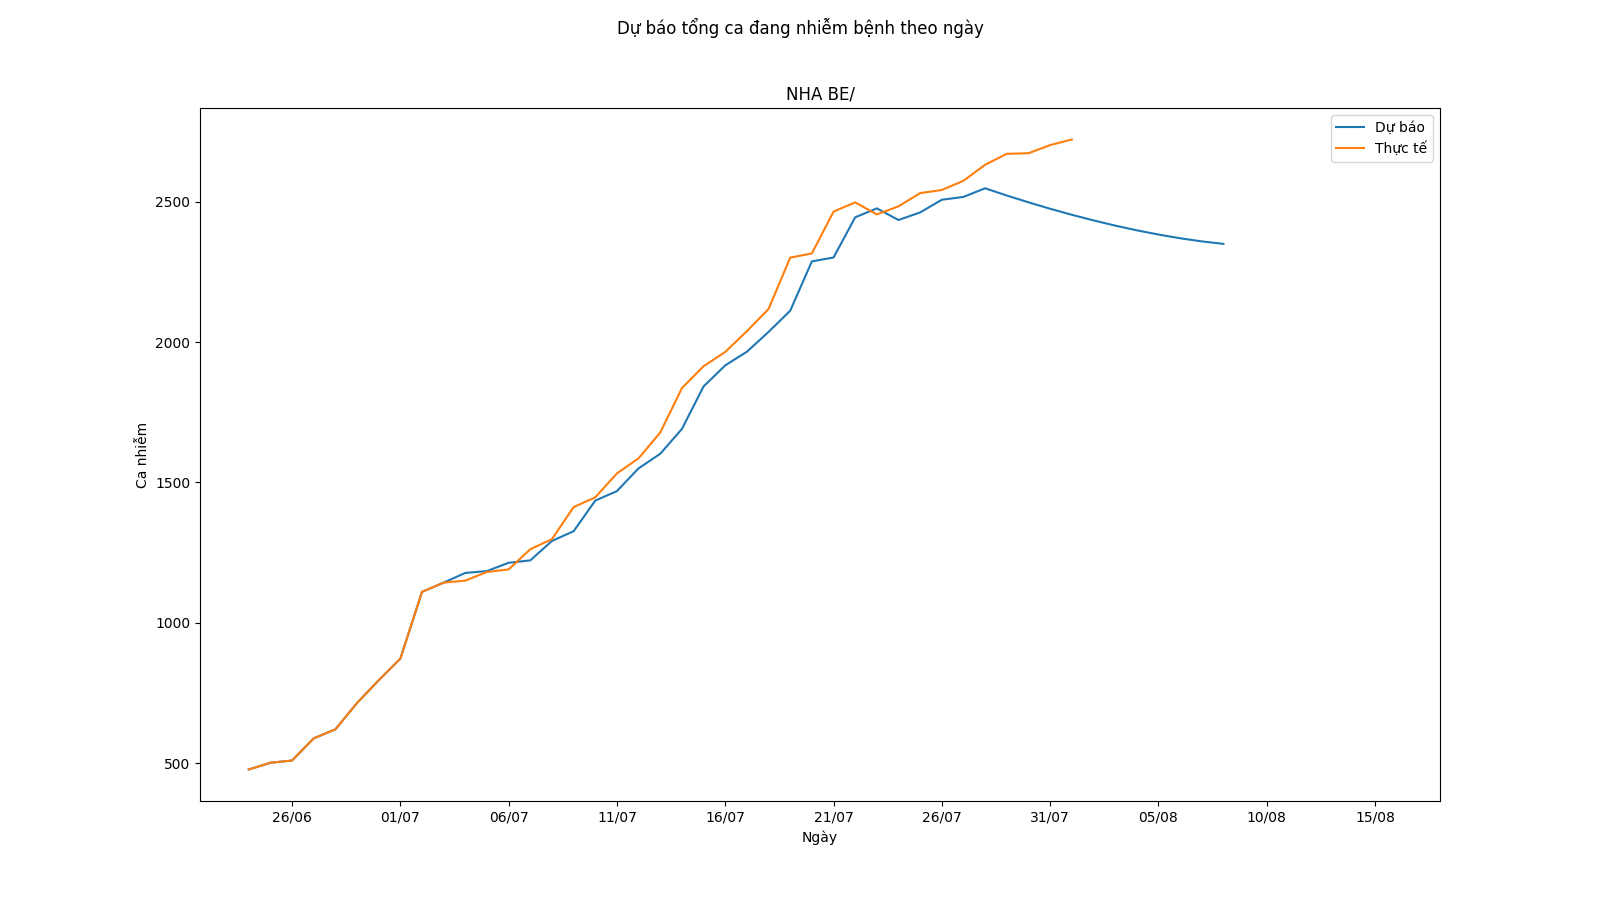 Dự báo tổng ca đang nhiễm bệnh theo ngày
NHA BE/
Dự báo
Thực tế
2500
2000
1500
1000
500
Ca nhiễm
26/06 01/07 06/07 11/07 16/07 21/07 26/07 31/07 05/08 10/08 15/08
Ngày